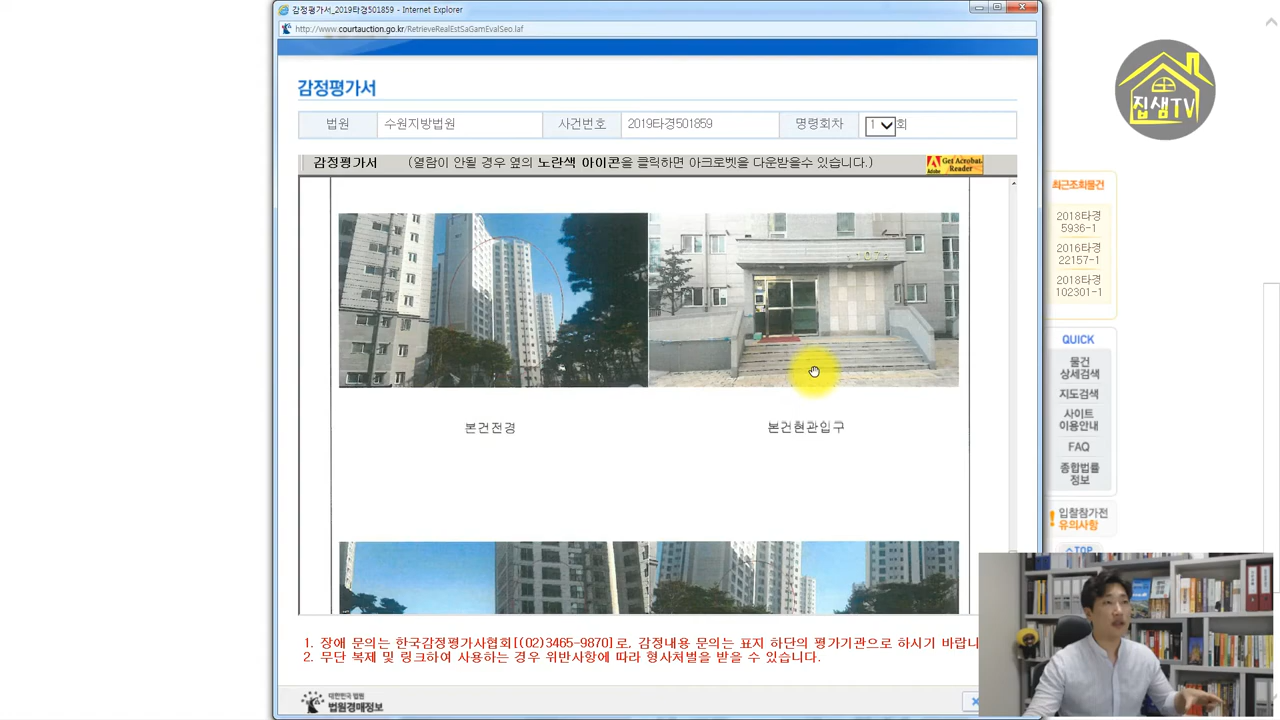 감정평가서_2019타경501859 - Internet Explorer
http://www.courtauction.go.kr/RetrieveRealEstSaGamEvalSeo.laf
감정평가서
법원 수원지방법원 사건번호 2019타경501859 명령회차 1 회
감정평가서 (열람이 안될 경우 옆의 노란색 아이콘을 클릭하면 아크로벳을 다운받을수 있습니다.)
Get Acrobat
Reader
Adobe
본건전경
본건현관입구
1. 장애 문의는 한국감정평가사협회[(02)3465-9870]로, 감정내용 문의는 표지 하단의 평가기관으로 하시기 바랍니
2. 무단 복제 및 링크하여 사용하는 경우 위반사항에 따라 형사처벌을 받을 수 있습니다.
대한민국 법원
법원경매정보
집샘TV
최근조회물건
2018타경
5936-1
2016타경
22157-1
2018타경
102301-1
QUICK
물건
상세검색
지도검색
사이트
이용안내
FAQ
종합법률
정보
입찰참가전
유의사항
TOP